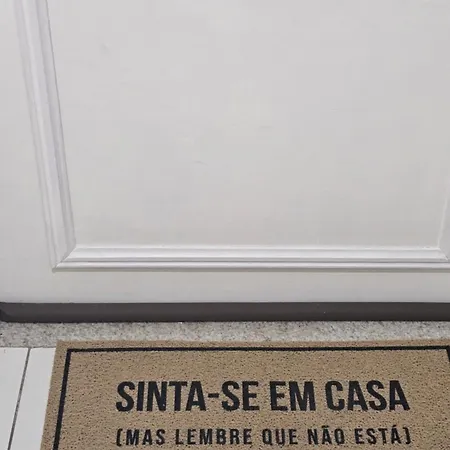 SINTA-SE EM CASA
(MAS LEMBRE QUE NÃO ESTÁ)